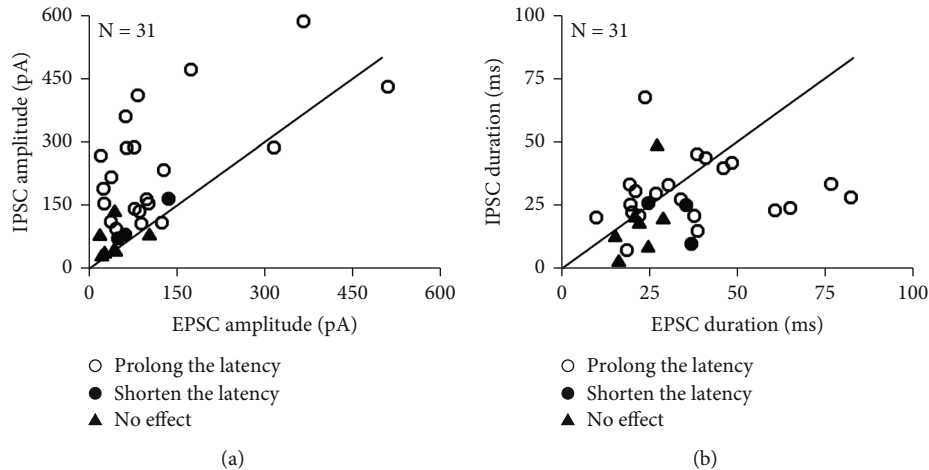 N = 31
IPSC amplitude (pA)
600
450
300
150
0
0 150 300 450 600
EPSC amplitude (pA)
Prolong the latency
Shorten the latency
No effect
(a)
N = 31
IPSC duration (ms)
100
75
50
25
0
0 25 50 75 100
EPSC duration (ms)
Prolong the latency
Shorten the latency
No effect
(b)